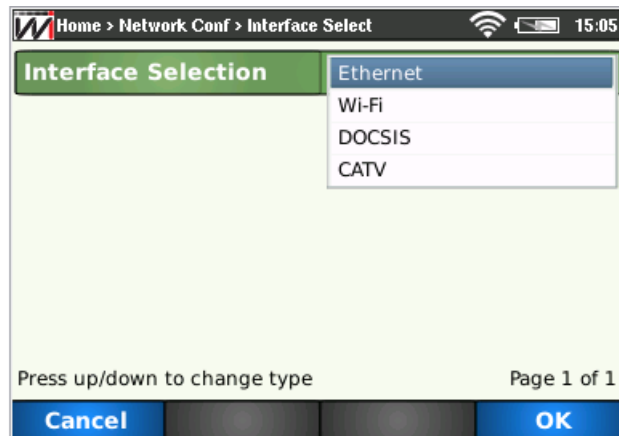 Home > Network Conf > Interface Select 15:05
Interface Selection Ethernet
Wi-Fi
DOCSIS
CATV
Press up/down to change type Page 1 of 1
Cancel OK